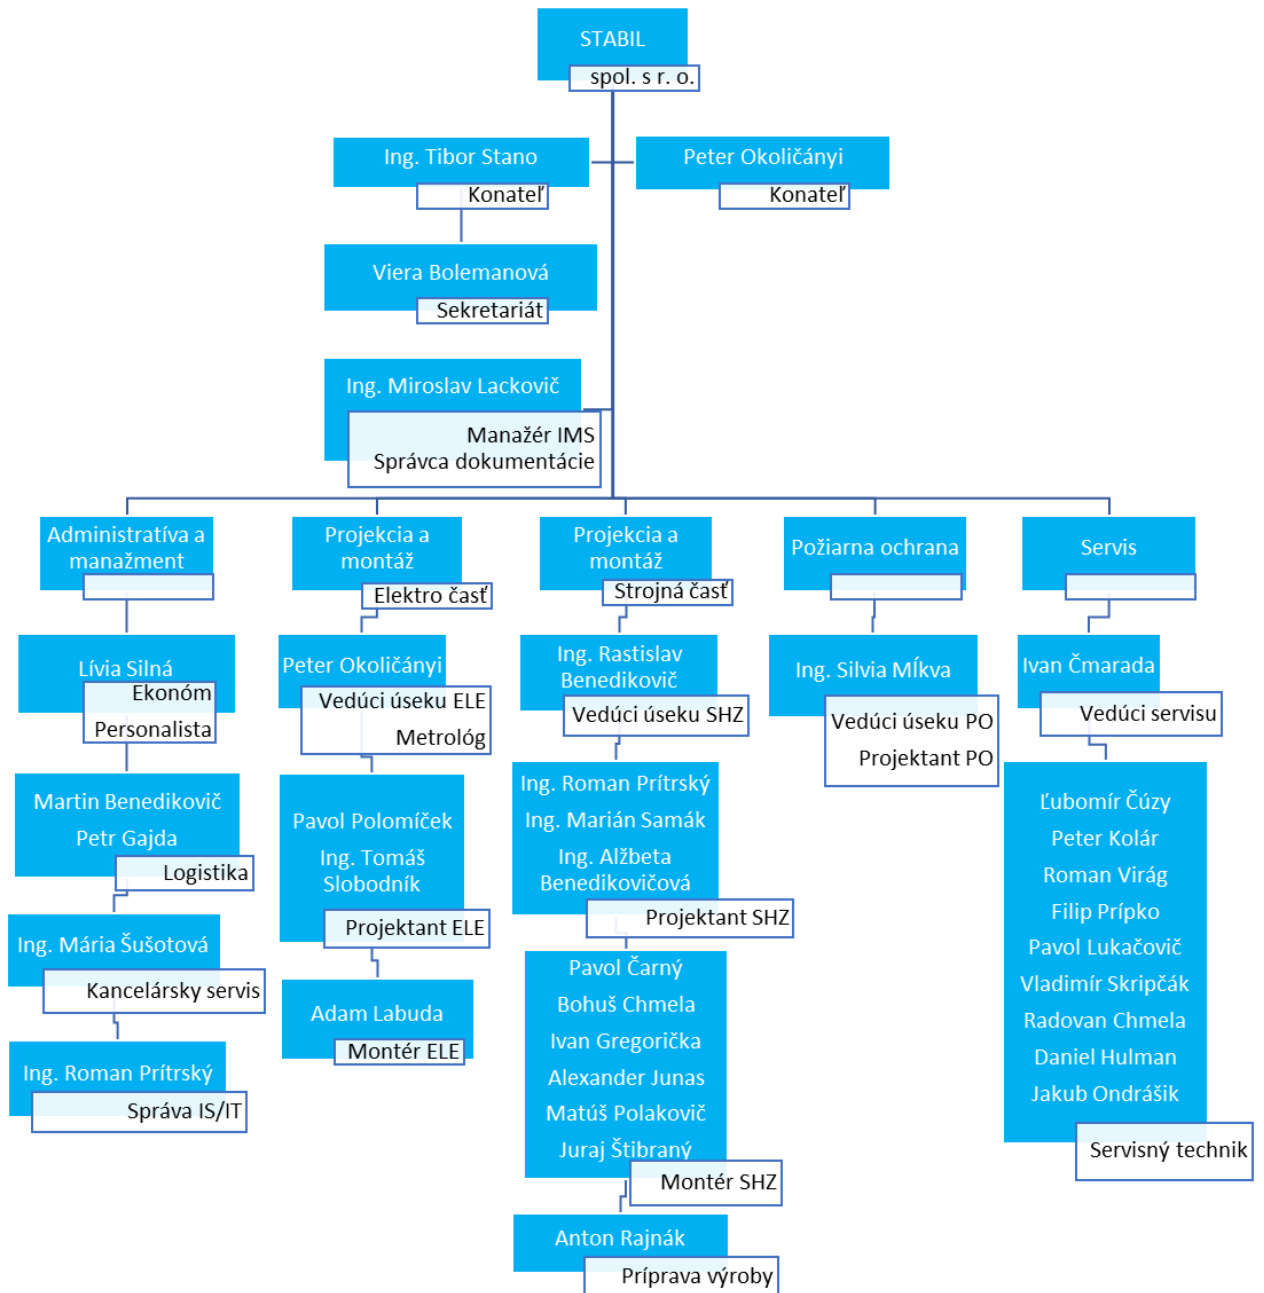 STABIL
spol. s r. o.
Ing. Tibor Stano
Konateľ
Peter Okoličányi
Konateľ
Viera Bolemanová
Sekretariát
Ing. Miroslav Lackovič
Manažér IMS
Správca dokumentácie
Administratíva a
manažment
Lívia Silná
Ekonóm
Personalista
Martin Benedikovič
Petr Gajda
Logistika
Ing. Mária Šušotová
Kancelársky servis
Ing. Roman Prítrský
Správa IS/IT
Projekcia a
montáž
Elektro časť
Peter Okoličányi
Vedúci úseku ELE
Metrológ
Pavol Polomíček
Ing. Tomáš
Slobodník
Projektant ELE
Adam Labuda
Montér ELE
Projekcia a
montáž
Strojná časť
Ing. Rastislav
Benedikovič
Vedúci úseku SHZ
Ing. Roman Prítrský
Ing. Marián Samák
Ing. Alžbeta
Benedikovičová
Projektant SHZ
Pavol Čarný
Bohuš Chmela
Ivan Gregorička
Alexander Junas
Matúš Polakovič
Juraj Štibraný
Montér SHZ
Anton Rajnák
Príprava výroby
Požiarna ochrana
Ing. Silvia Mĺkva
Vedúci úseku PO
Projektant PO
Servis
Ivan Čmarada
Vedúci servisu
Ľubomír Čúzy
Peter Kolár
Roman Virág
Filip Prípko
Pavol Lukačovič
Vladimír Skripčák
Radovan Chmela
Daniel Hulman
Jakub Ondrášik
Servisný technik